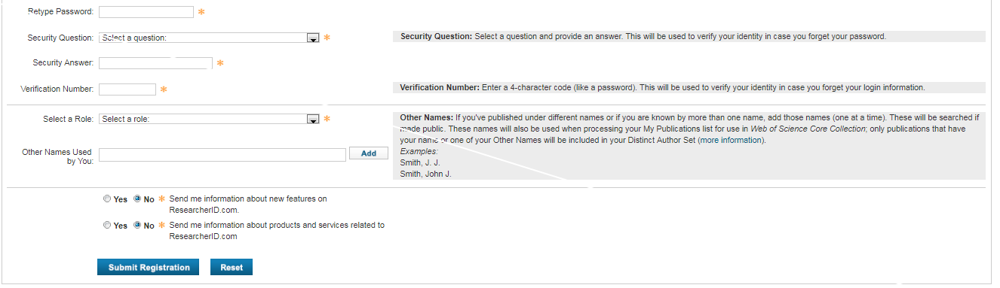 Retype Password: *
Security Question: Select a question: * Security Question: Select a question and provide an answer. This will be used to verify your identity in case you forget your password.
Security Answer: *
Verification Number: * Verification Number: Enter a 4-character code (like a password). This will be used to verify your identity in case you forget your login information.
Select a Role: Select a role: * Other Names: If you've published under different names or if you are known by more than one name, add those names (one at a time). These will be searched if
made public. These names will also be used when processing your My Publications list for use in Web of Science Core Collection; only publications that have
your name or one of your Other Names will be included in your Distinct Author Set (more information).
Other Names Used Add Examples:
by You: Smith, J. J.
Smith, John J.
Yes No * Send me information about new features on
ResearcherID.com.
Yes No * Send me information about products and services related to
ResearcherID.com
Submit Registration Reset